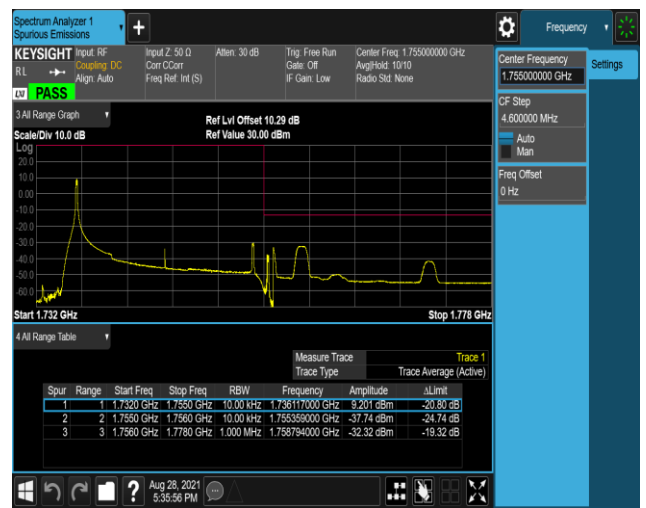 Spectrum Analyzer 1
Spurious Emissions
+
Frequency
KEYSIGHT Input: RF Input Z: 50 Ω Atten: 30 dB Trig: Free Run Center Freq: 1.755000000 GHz
RL Coupling: DC Corr CCorr Gate: Off Avg|Hold: 10/10
Align: Auto Freq Ref: Int (S) IF Gain: Low Radio Std: None
LXI PASS
Center Frequency
1.755000000 GHz
Settings
CF Step
4.600000 MHz
Auto
Man
Freq Offset
0 Hz
3 All Range Graph
Ref Lvl Offset 10.29 dB
Scale/Div 10.0 dB Ref Value 30.00 dBm
Log
20.0
10.0
0.00
-10.0
-20.0
-30.0
-40.0
-50.0
-60.0
Start 1.732 GHz Stop 1.778 GHz
4 All Range Table
Measure Trace Trace 1
Trace Type Trace Average (Active)
Spur Range Start Freq Stop Freq RBW Frequency Amplitude ΔLimit
1 1 1.7320 GHz 1.7550 GHz 10.00 kHz 1.736117000 GHz 9.201 dBm -20.80 dB
2 2 1.7550 GHz 1.7560 GHz 10.00 kHz 1.755359000 GHz -37.74 dBm -24.74 dB
3 3 1.7560 GHz 1.7780 GHz 1.000 MHz 1.758794000 GHz -32.32 dBm -19.32 dB
? Aug 28, 2021
5:35:56 PM